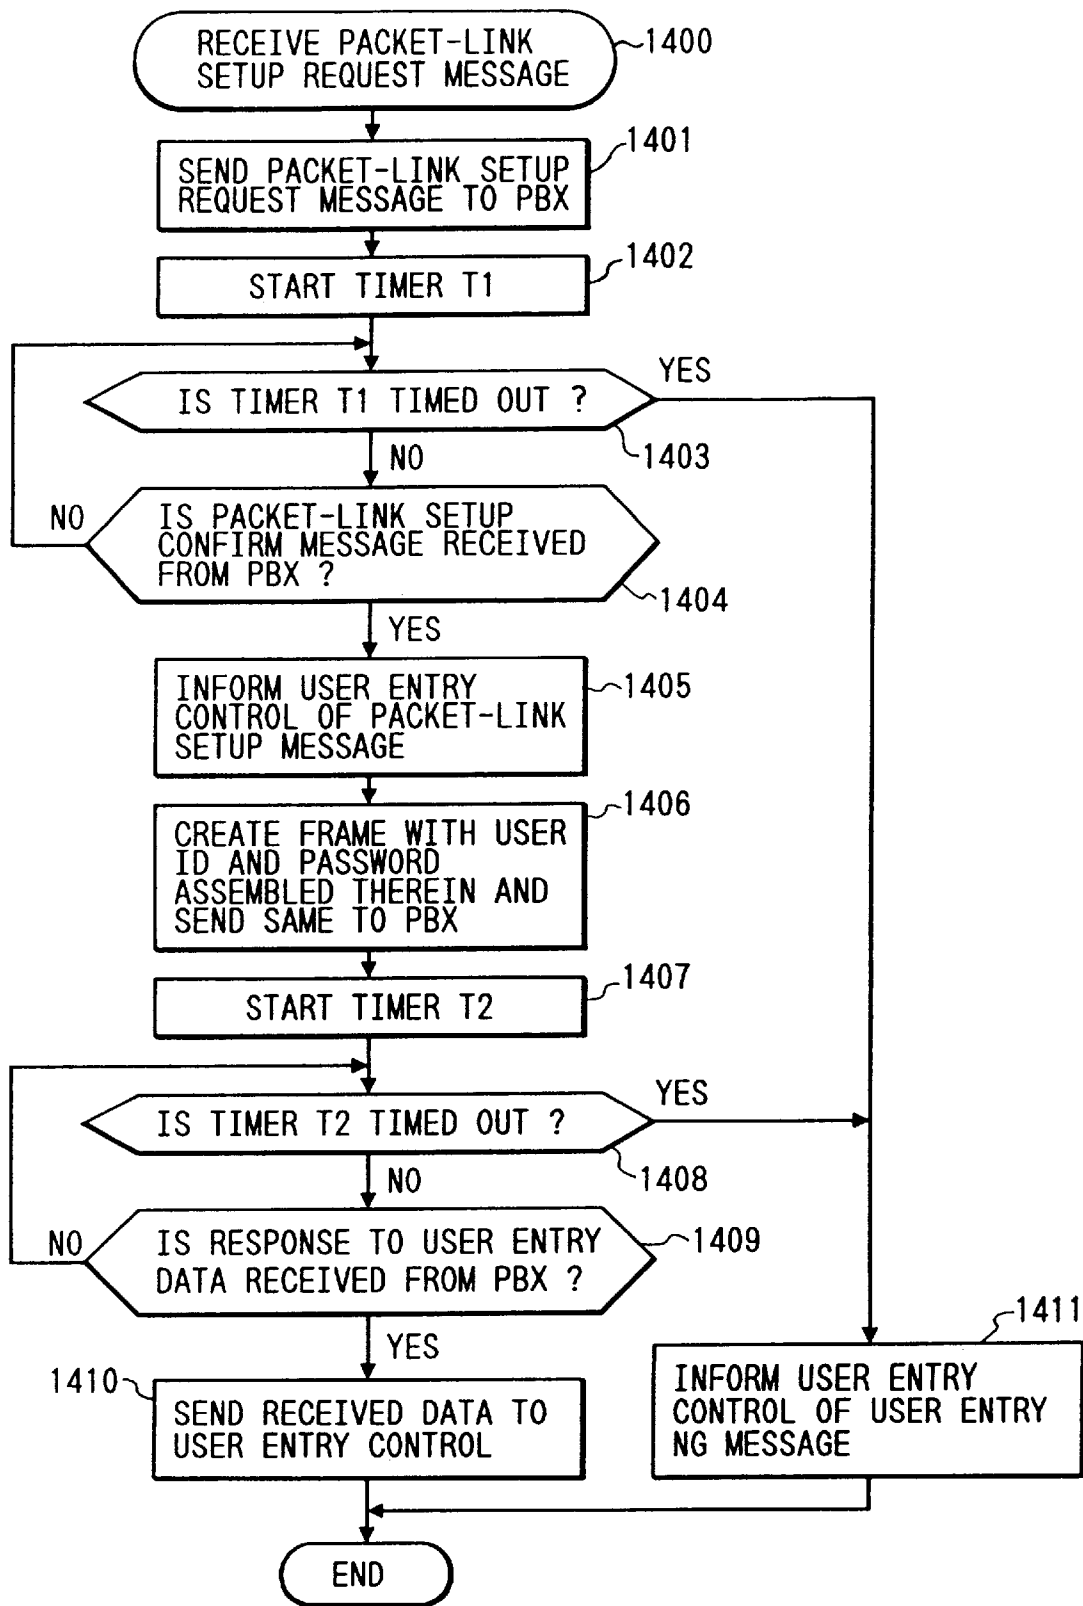 RECEIVE PACKET-LINK
SETUP REQUEST MESSAGE
1400
1401
SEND PACKET-LINK SETUP
REQUEST MESSAGE TO PBX
1402
START TIMER T1
YES
IS TIMER T1 TIMED OUT ?
1403
NO
NO
IS PACKET-LINK SETUP
CONFIRM MESSAGE RECEIVED
FROM PBX ?
1404
YES
INFORM USER ENTRY
CONTROL OF PACKET-LINK
SETUP MESSAGE
1405
1406
CREATE FRAME WITH USER
ID AND PASSWORD
ASSEMBLED THEREIN AND
SEND SAME TO PBX
1407
START TIMER T2
YES
IS TIMER T2 TIMED OUT ?
1408
NO
NO
IS RESPONSE TO USER ENTRY
DATA RECEIVED FROM PBX ?
1409
YES
1410
SEND RECEIVED DATA TO
USER ENTRY CONTROL
1411
INFORM USER ENTRY
CONTROL OF USER ENTRY
NG MESSAGE
END